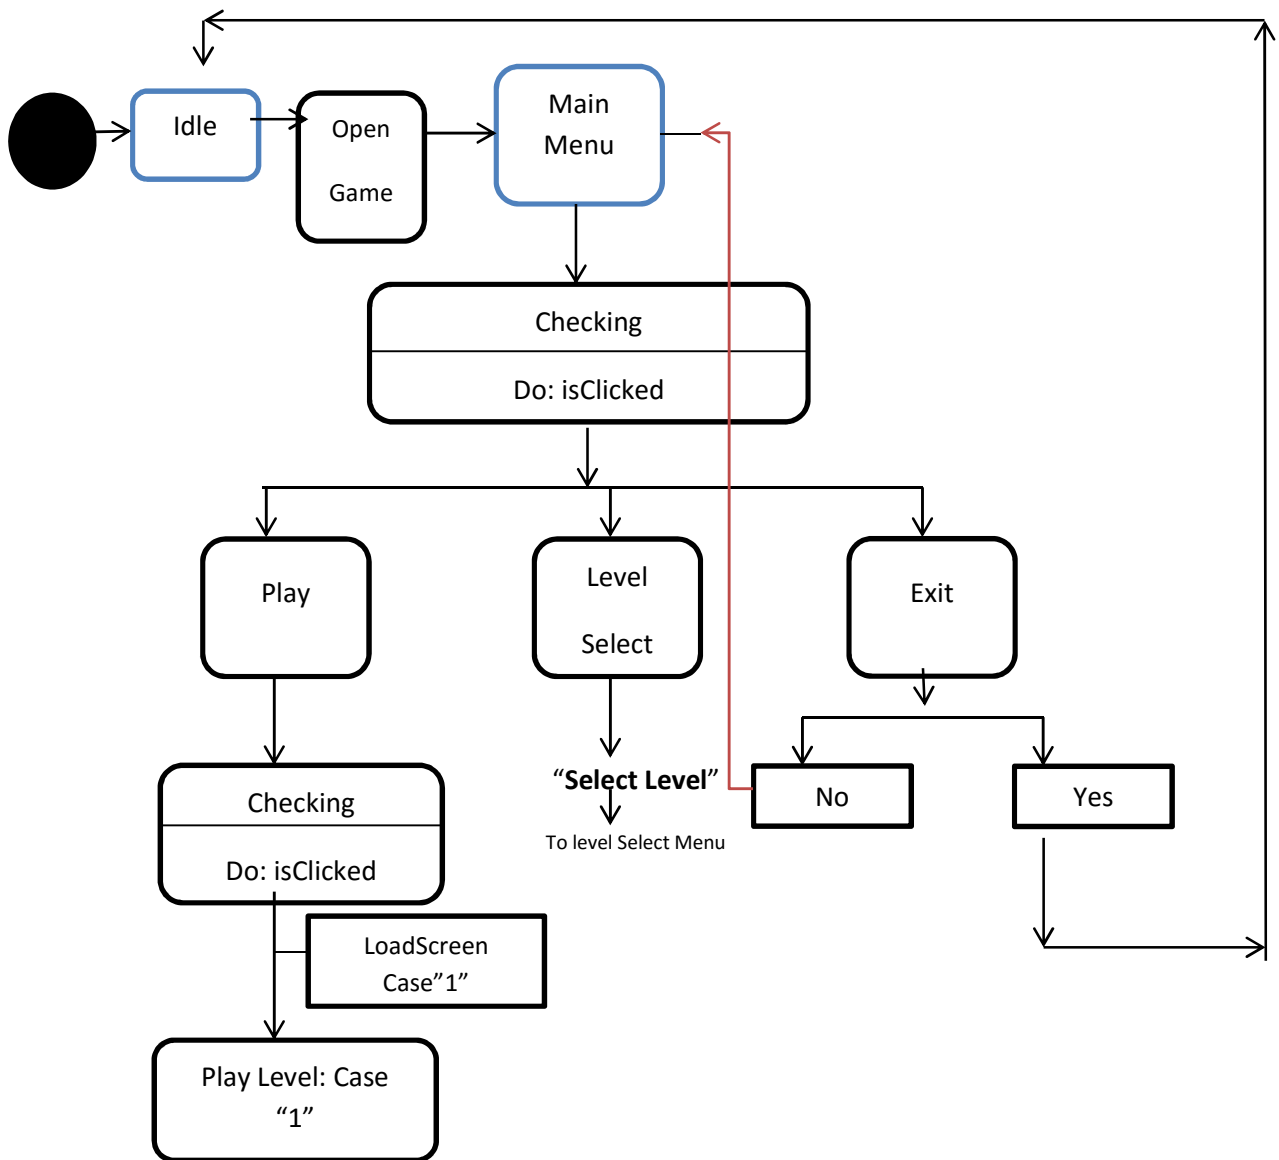 Idle
Open
Game
Main
Menu
Checking
Do: isClicked
Play
Level
Select
Exit
“Select Level”
To level Select Menu
No
Yes
Checking
Do: isClicked
LoadScreen
Case”1”
Play Level: Case
“1”